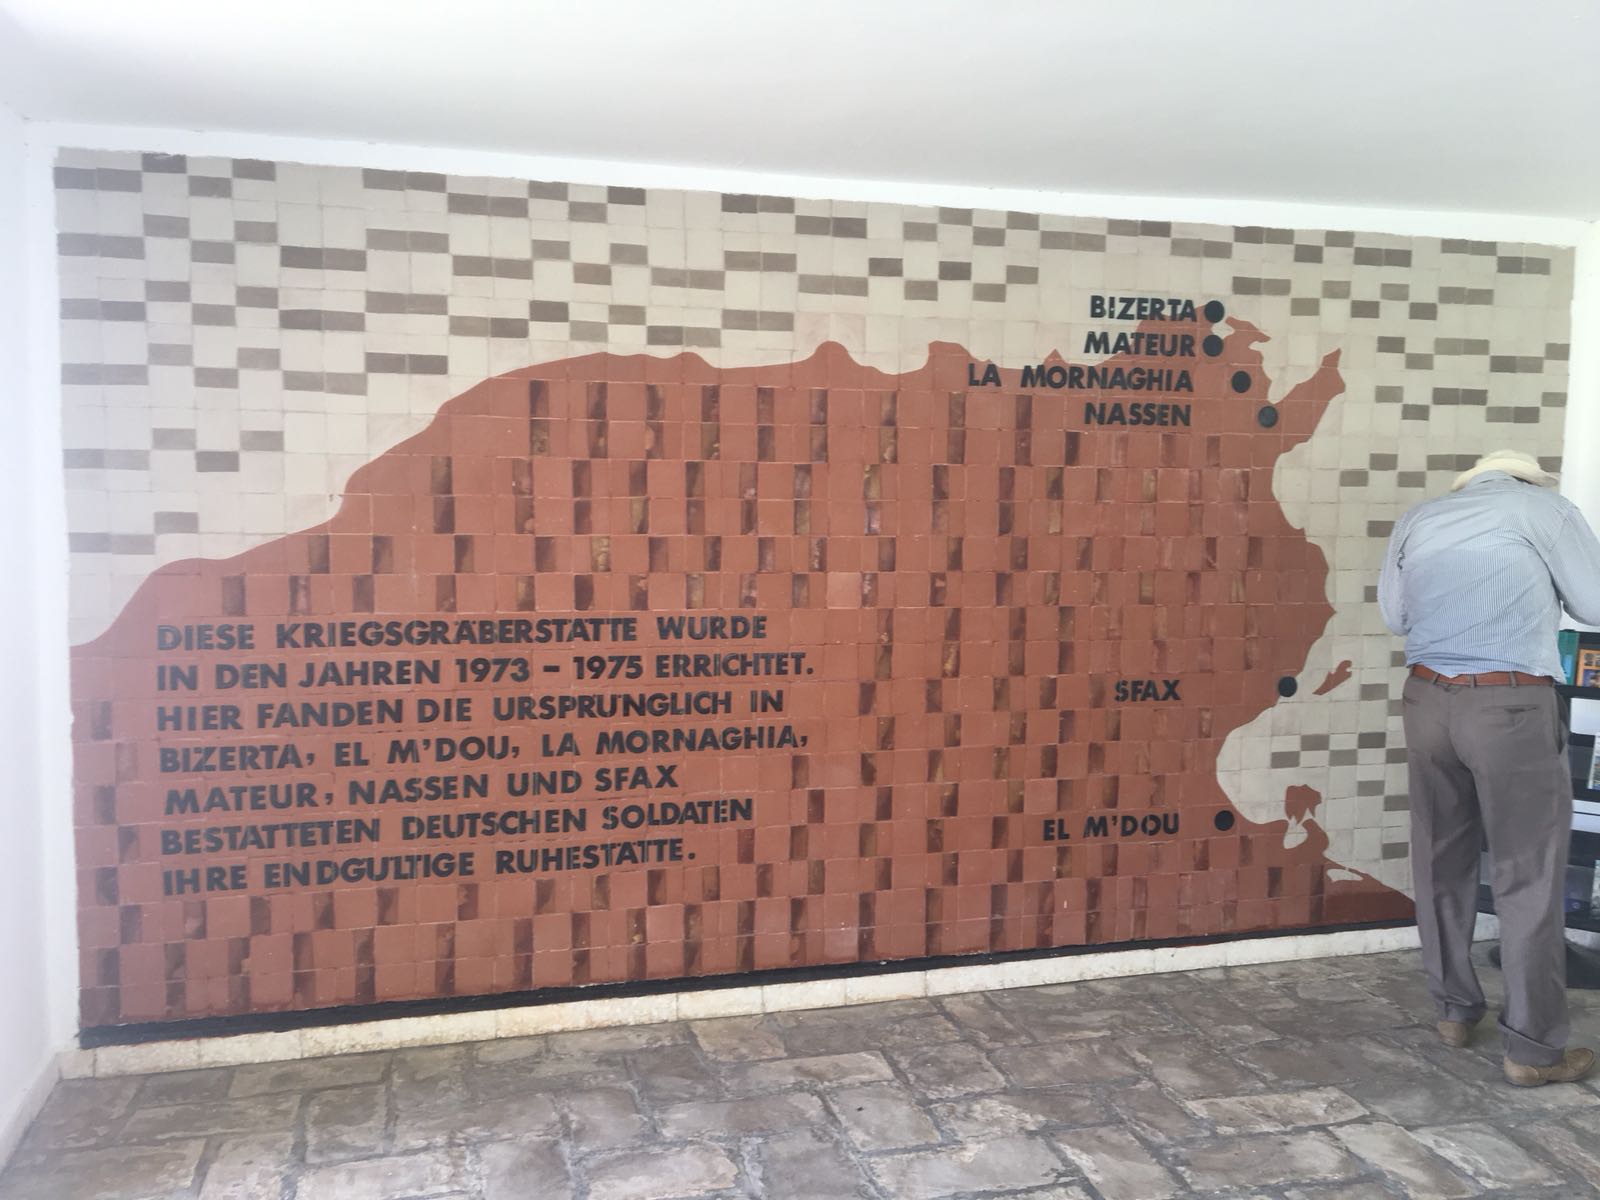 BIZERTA
MATEUR
LA MORNAGHIA
NASSEN
SFAX
EL M'DOU
DIESE KRIEGSGRÄBERSTÄTTE WURDE
IN DEN JAHREN 1973 – 1975 ERRICHTET.
HIER FANDEN DIE URSPRÜNGLICH IN
BIZERTA, EL M'DOU, LA MORNAGHIA,
MATEUR, NASSEN UND SFAX
BESTATTETEN DEUTSCHEN SOLDATEN
IHRE ENDGÜLTIGE RUHESTÄTTE.